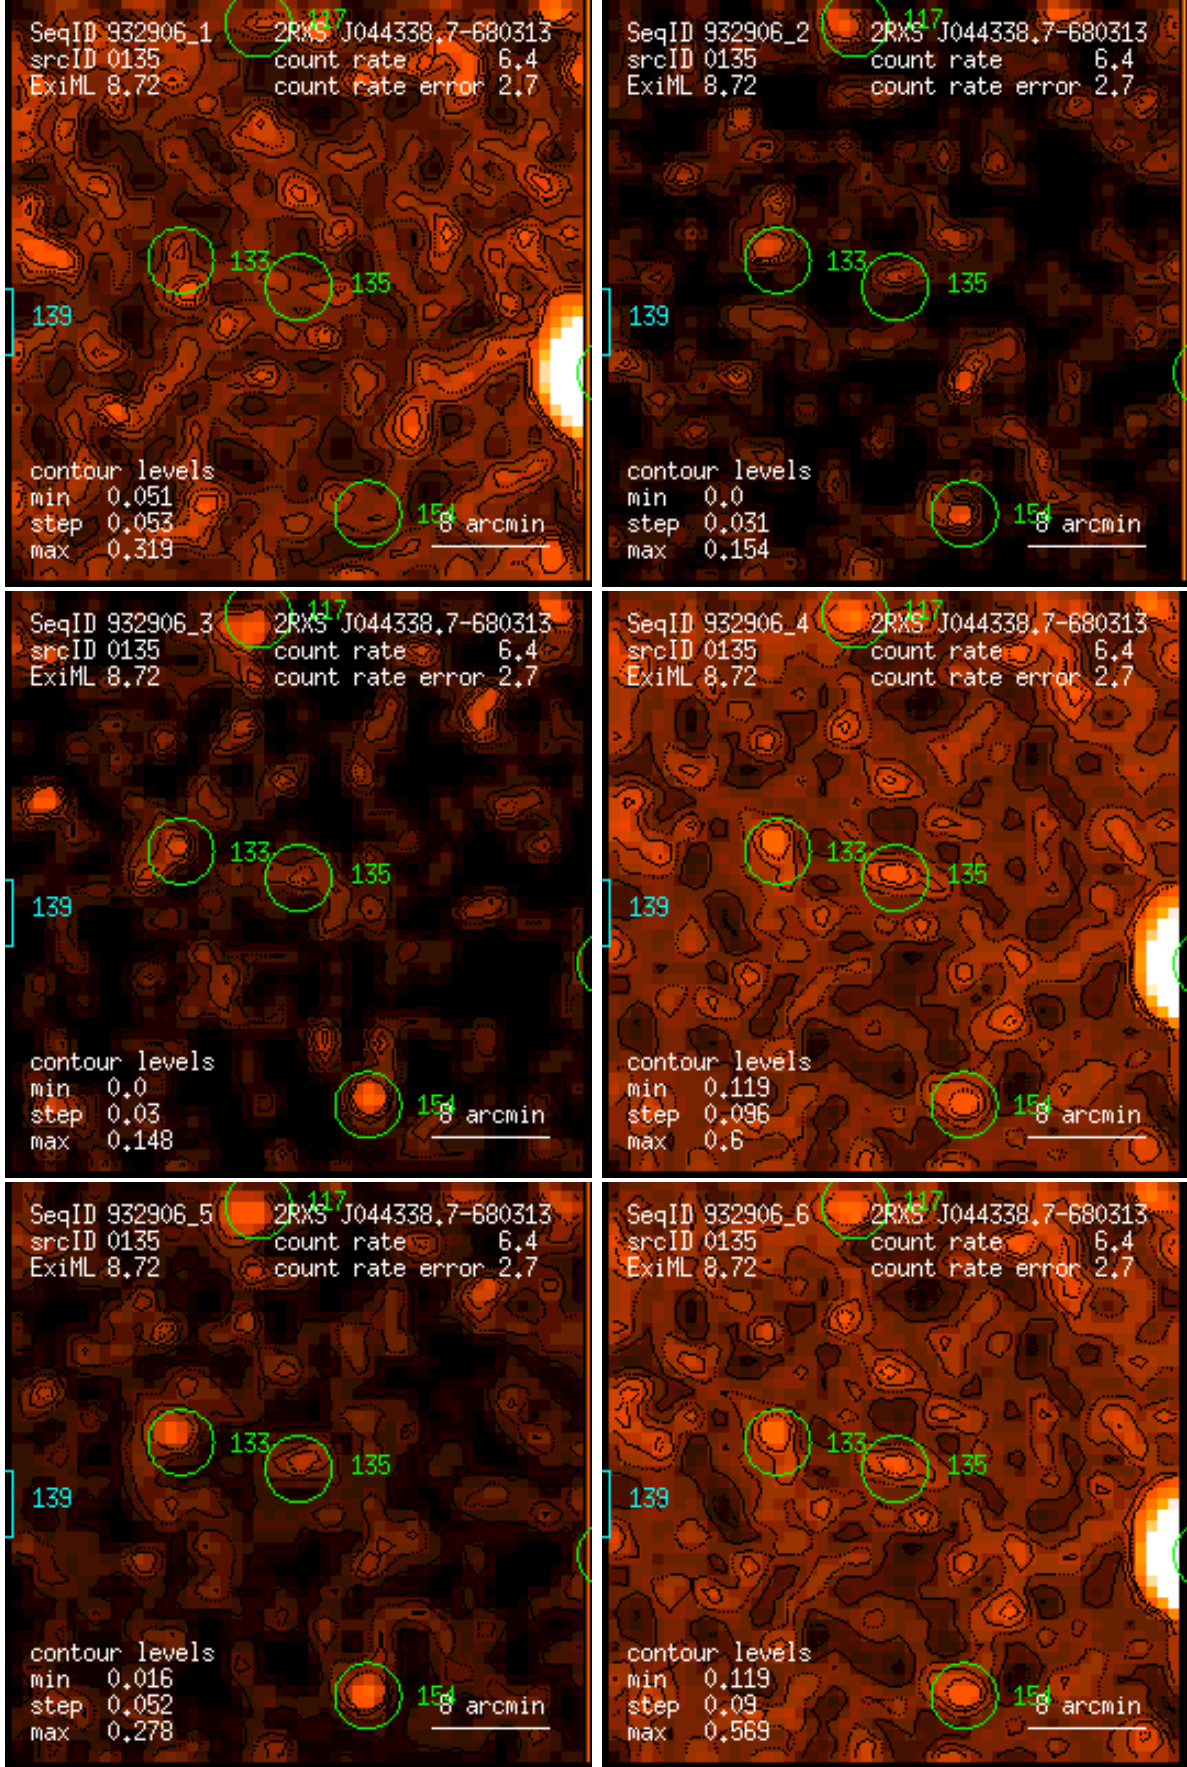 117
SeqID 932906_1 2RXS J044338.7-680313
srcID 0135 count rate 6.4
ExiML 8.72 count rate error 2.7
133
135
139
contour levels
min 0.051
step 0.053
max 0.319
154
8 arcmin
117
SeqID 932906_2 2RXS J044338.7-680313
srcID 0135 count rate 6.4
ExiML 8.72 count rate error 2.7
133
135
139
contour levels
min 0.0
step 0.031
max 0.154
154
8 arcmin
117
SeqID 932906_3 2RXS J044338.7-680313
srcID 0135 count rate 6.4
ExiML 8.72 count rate error 2.7
133
135
139
contour levels
min 0.0
step 0.03
max 0.148
154
8 arcmin
117
SeqID 932906_4 2RXS J044338.7-680313
srcID 0135 count rate 6.4
ExiML 8.72 count rate error 2.7
133
135
139
contour levels
min 0.119
step 0.096
max 0.6
154
8 arcmin
117
SeqID 932906_5 2RXS J044338.7-680313
srcID 0135 count rate 6.4
ExiML 8.72 count rate error 2.7
133
135
139
contour levels
min 0.016
step 0.052
max 0.278
154
8 arcmin
117
SeqID 932906_6 2RXS J044338.7-680313
srcID 0135 count rate 6.4
ExiML 8.72 count rate error 2.7
133
135
139
contour levels
min 0.119
step 0.09
max 0.569
154
8 arcmin